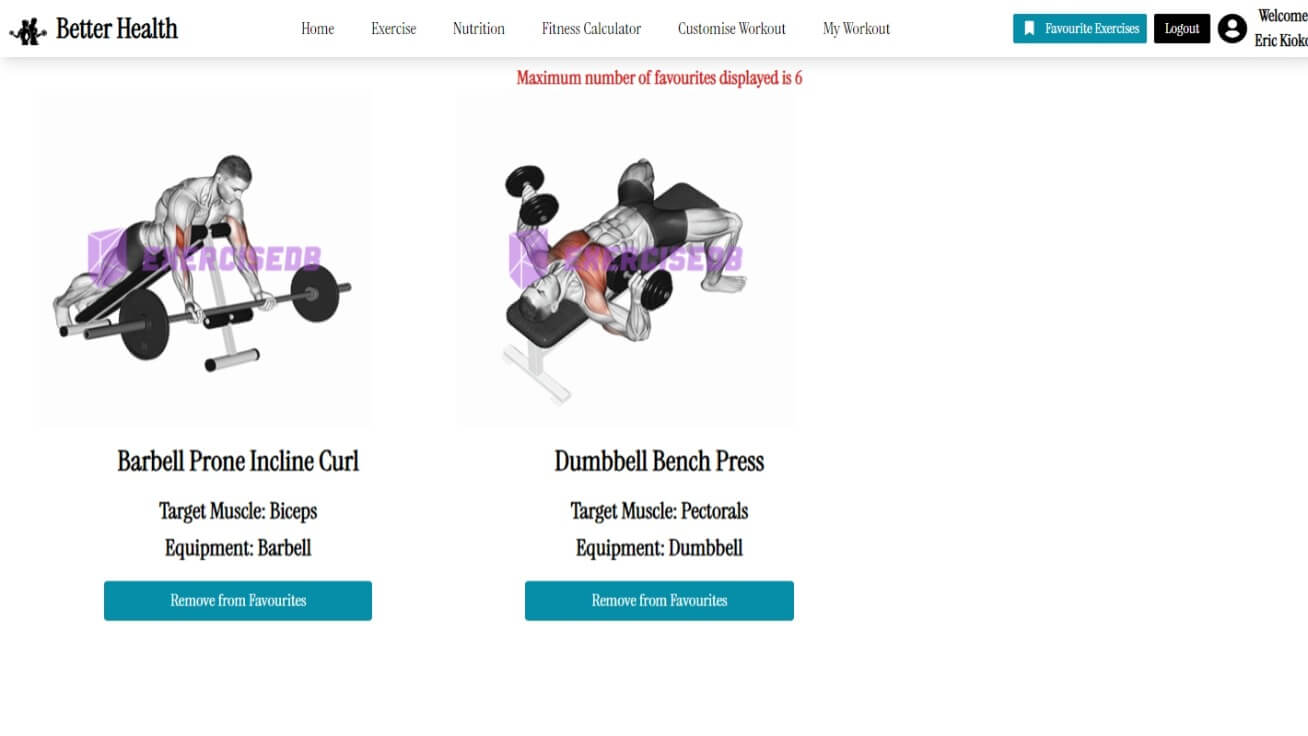 Better Health
Home
Exercise
Nutrition
Fitness Calculator
Customise Workout
My Workout
Favourite Exercises
Logout
Welcome
Eric Kioko
Maximum number of favourites displayed is 6
EXERCISEDB
EXERCISEDB
Barbell Prone Incline Curl
Dumbbell Bench Press
Target Muscle: Biceps
Target Muscle: Pectorals
Equipment: Barbell
Equipment: Dumbbell
Remove from Favourites
Remove from Favourites